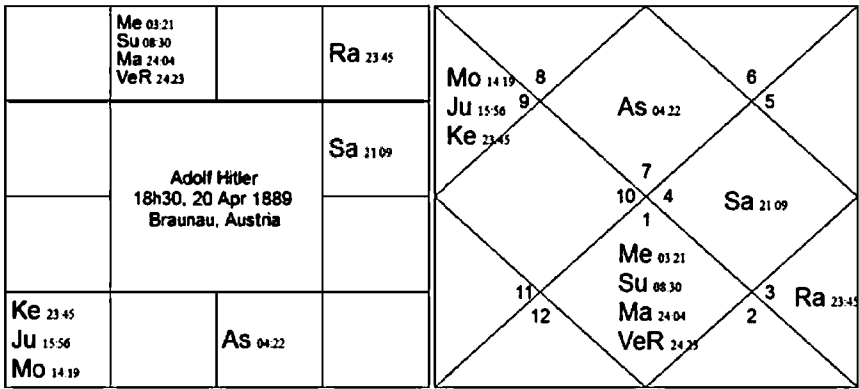 Me 03:21
Su 08:30
Ma 24:04
VeR 24:23
Ra 23:45
Sa 21:09
Adolf Hitler
18h30, 20 Apr 1889
Braunau, Austria
Ke 23:45
Ju 15:56
Mo 14:19
As 04:22
Mo 14:19
Ju 15:56
Ke 23:45
8
9
As 04:22
6
5
7
10
4
1
Sa 21:09
Me 03:21
Su 08:30
Ma 24:04
VeR 24:23
11
12
3
2
Ra 23:45